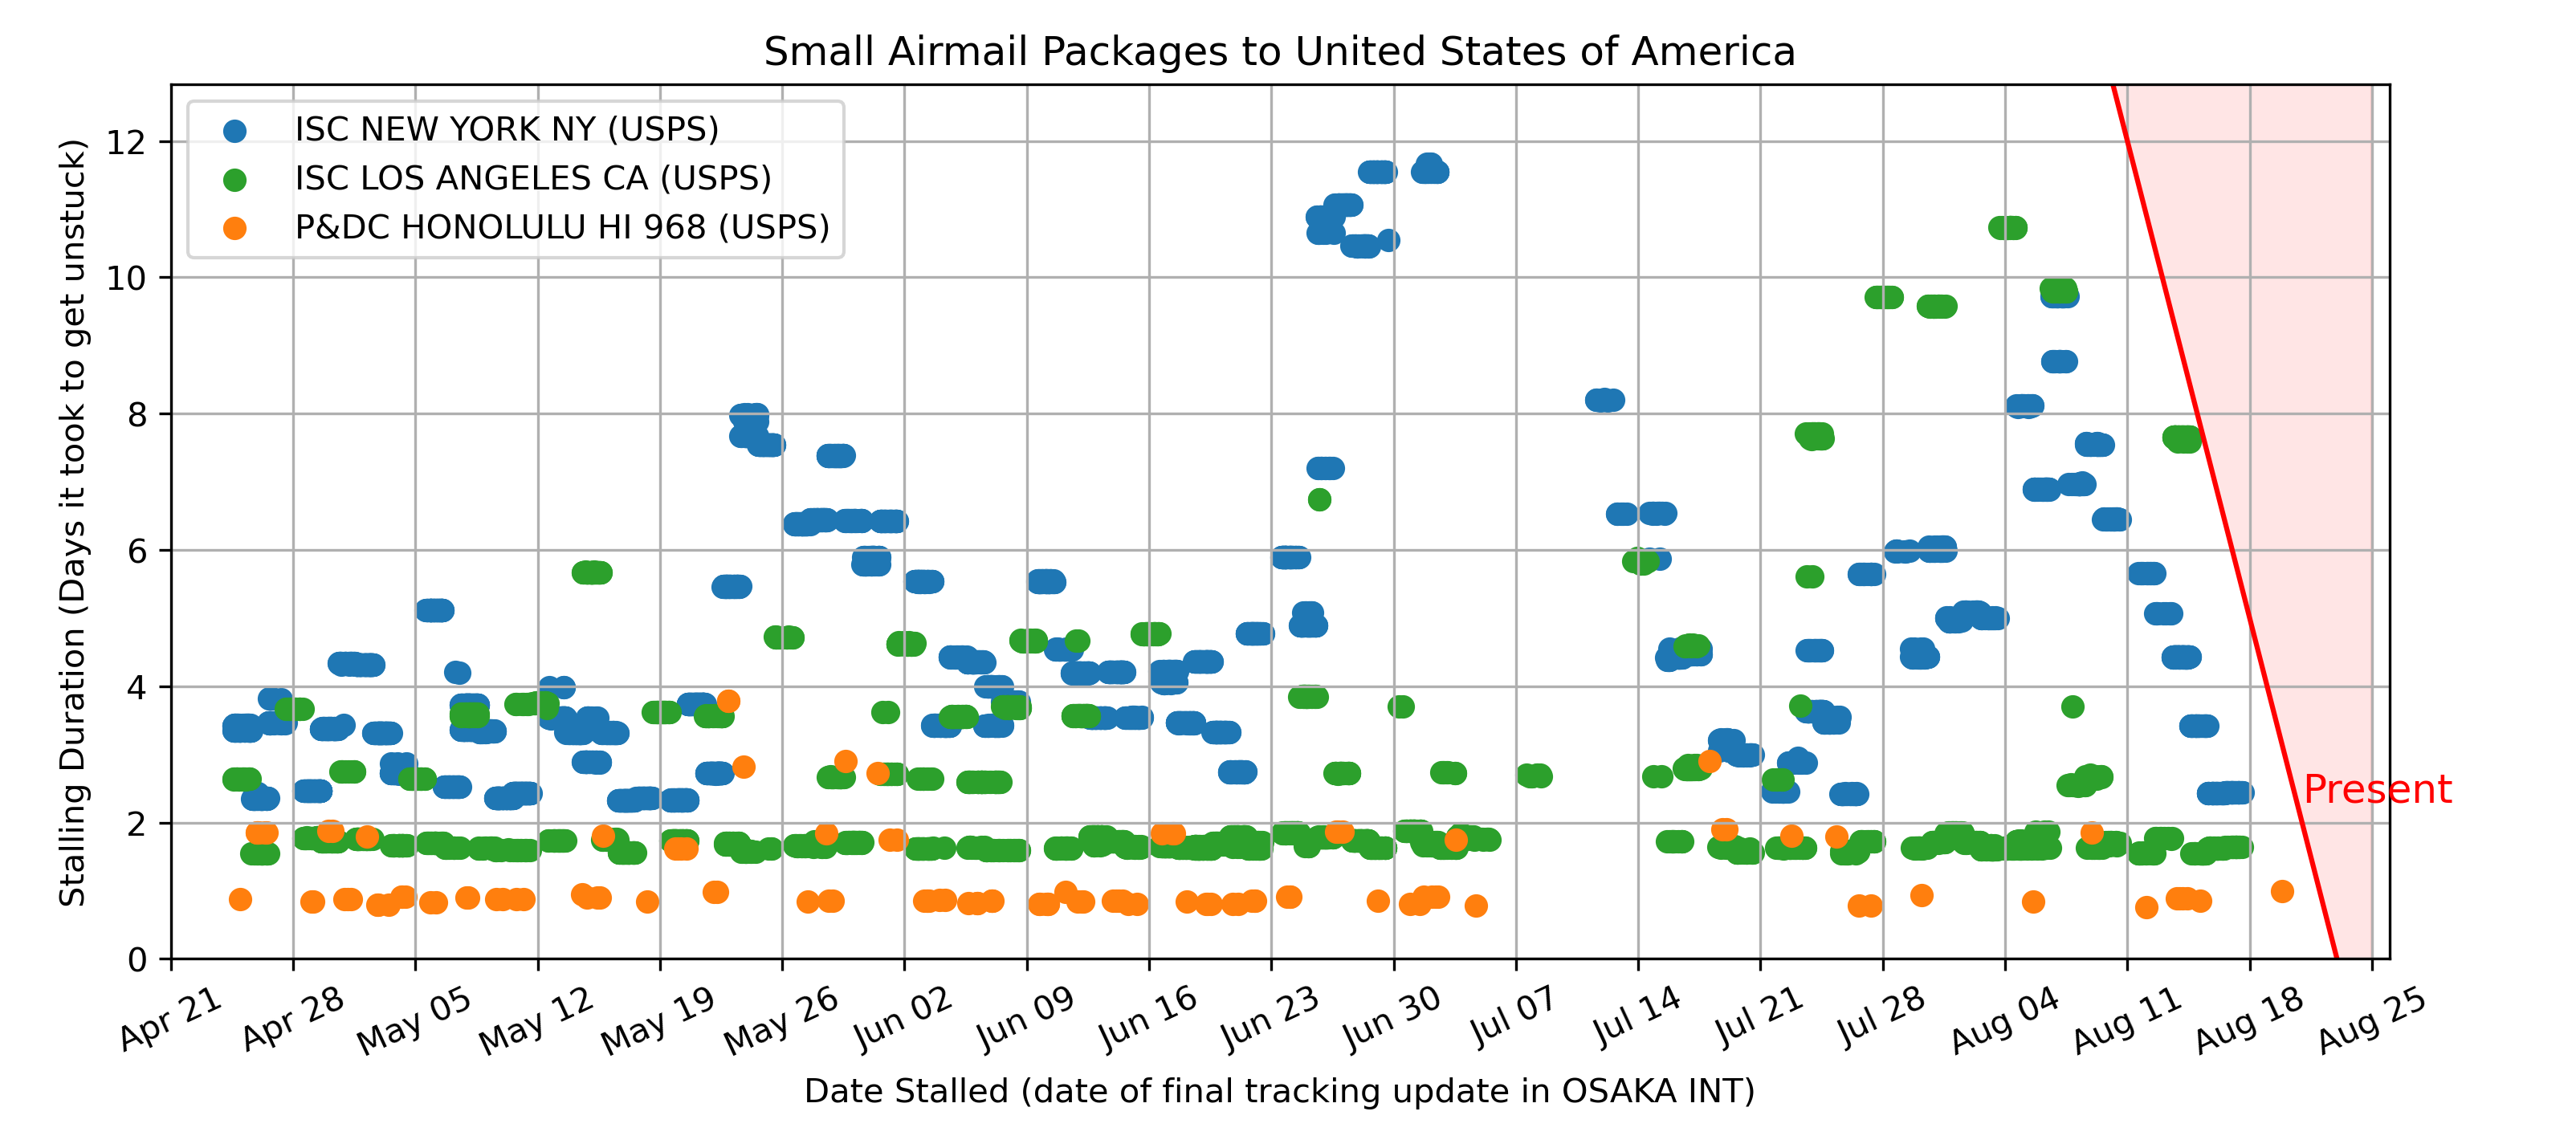 Small Airmail Packages to United States of America
Stalling Duration (Days it took to get unstuck)
12
10
8
6
4
2
0
ISC NEW YORK NY (USPS)
ISC LOS ANGELES CA (USPS)
P&DC HONOLULU HI 968 (USPS)
Present
Apr 21
Apr 28
May 05
May 12
May 19
May 26
Jun 02
Jun 09
Jun 16
Jun 23
Jun 30
Jul 07
Jul 14
Jul 21
Jul 28
Aug 04
Aug 11
Aug 18
Aug 25
Date Stalled (date of final tracking update in OSAKA INT)